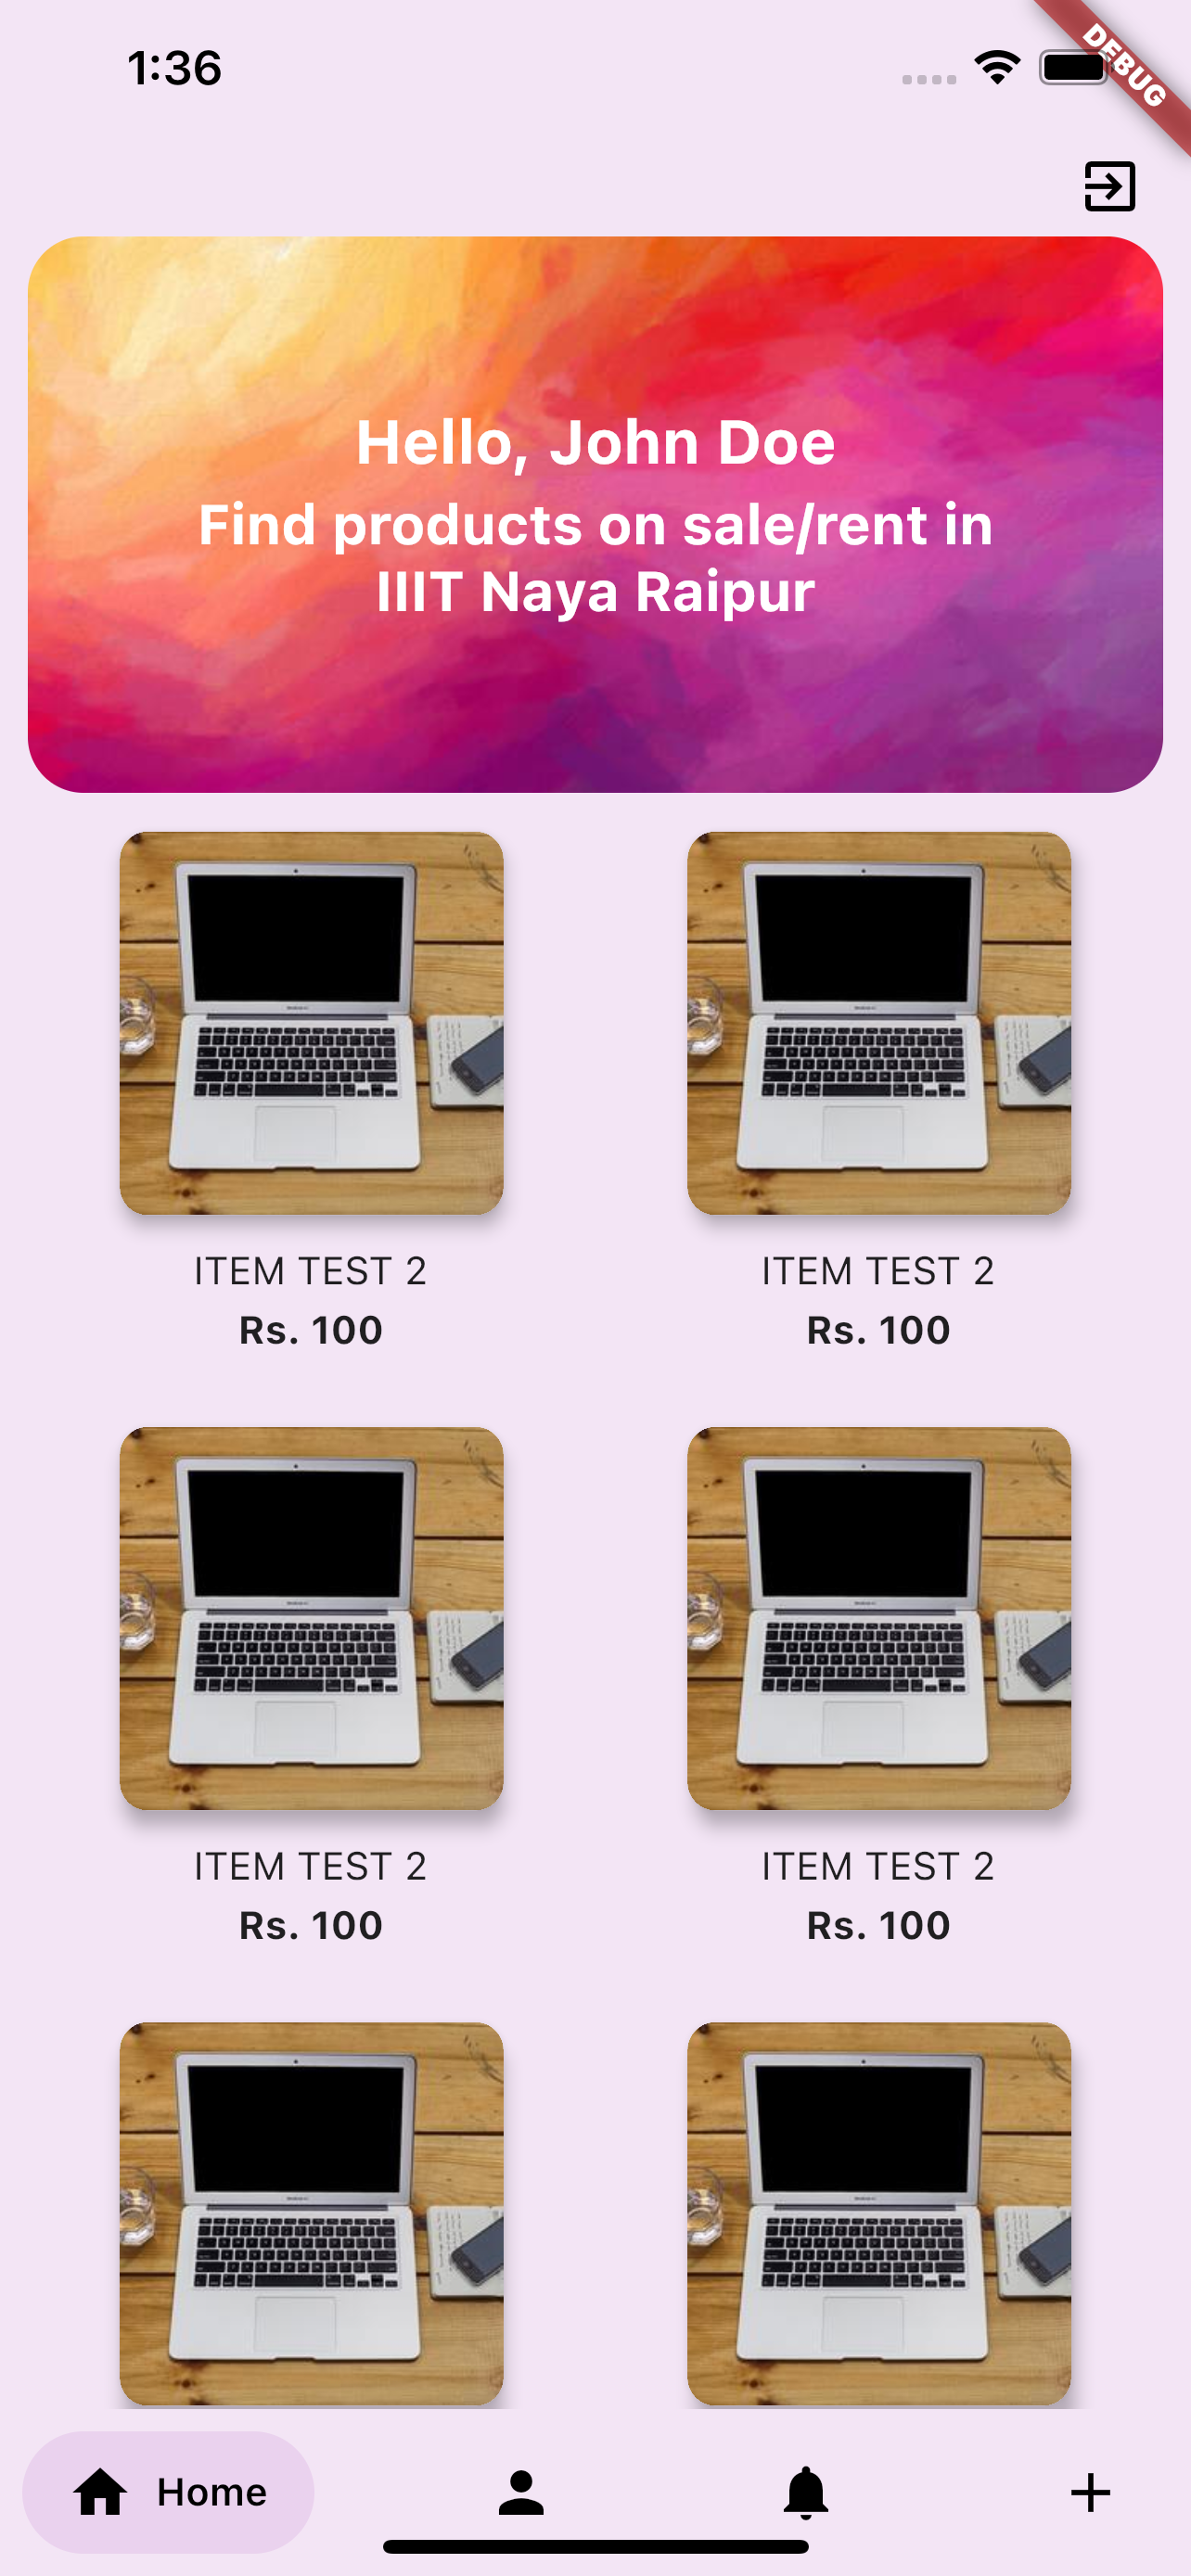 1:36
DEBUG
Hello, John Doe
Find products on sale/rent in
IIIT Naya Raipur
ITEM TEST 2
Rs. 100
ITEM TEST 2
Rs. 100
ITEM TEST 2
Rs. 100
ITEM TEST 2
Rs. 100
Home